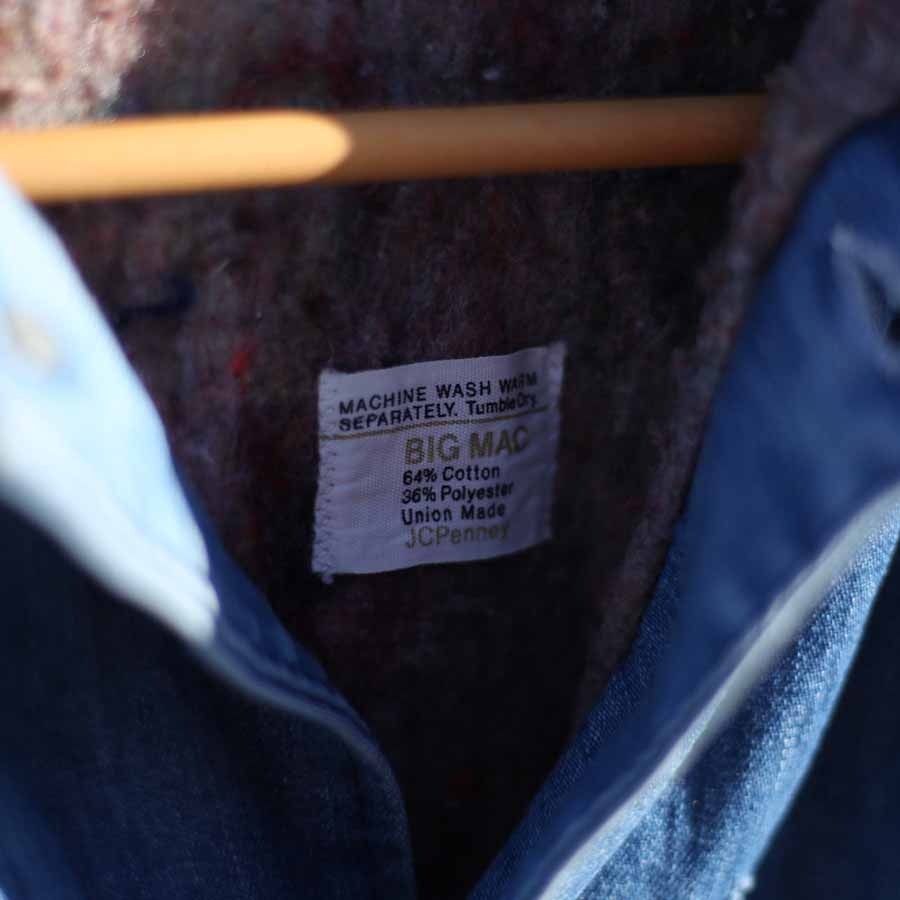 MACHINE WASH WARM
SEPARATELY. Tumble Dry.
BIG MAC
64% Cotton
36% Polyester
Union Made
JCPenney